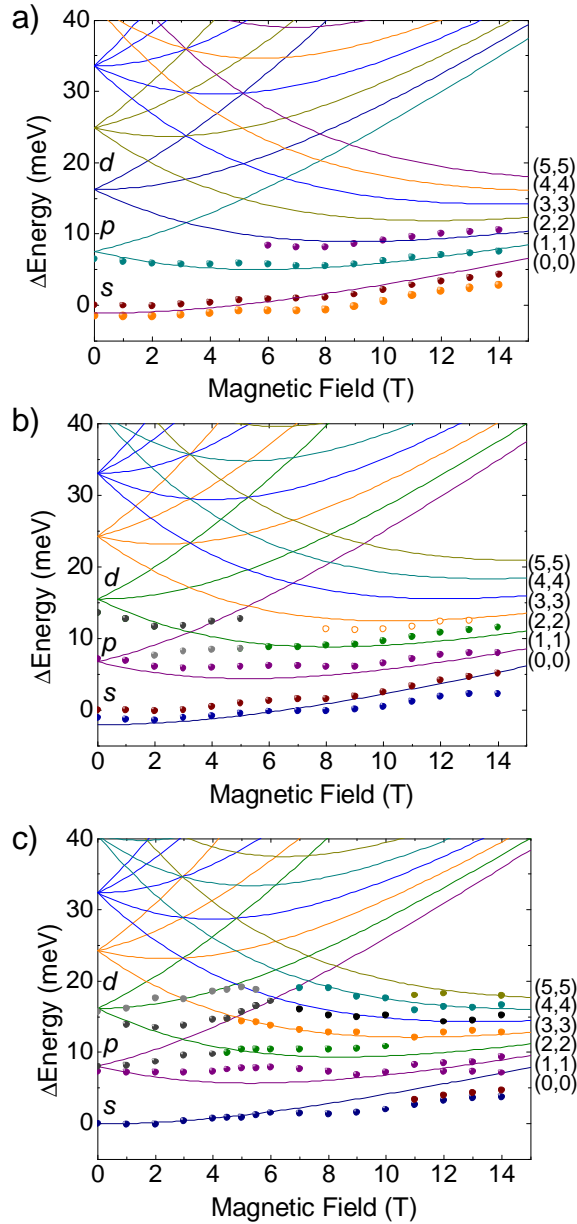 a)
40
30
20
10
0
ΔEnergy (meV)
d
p
s
(5,5)
(4,4)
(3,3)
(2,2)
(1,1)
(0,0)
0 2 4 6 8 10 12 14
Magnetic Field (T)
b)
40
30
20
10
0
ΔEnergy (meV)
d
p
s
(5,5)
(4,4)
(3,3)
(2,2)
(1,1)
(0,0)
0 2 4 6 8 10 12 14
Magnetic Field (T)
c)
40
30
20
10
0
ΔEnergy (meV)
d
p
s
(5,5)
(4,4)
(3,3)
(2,2)
(1,1)
(0,0)
0 2 4 6 8 10 12 14
Magnetic Field (T)